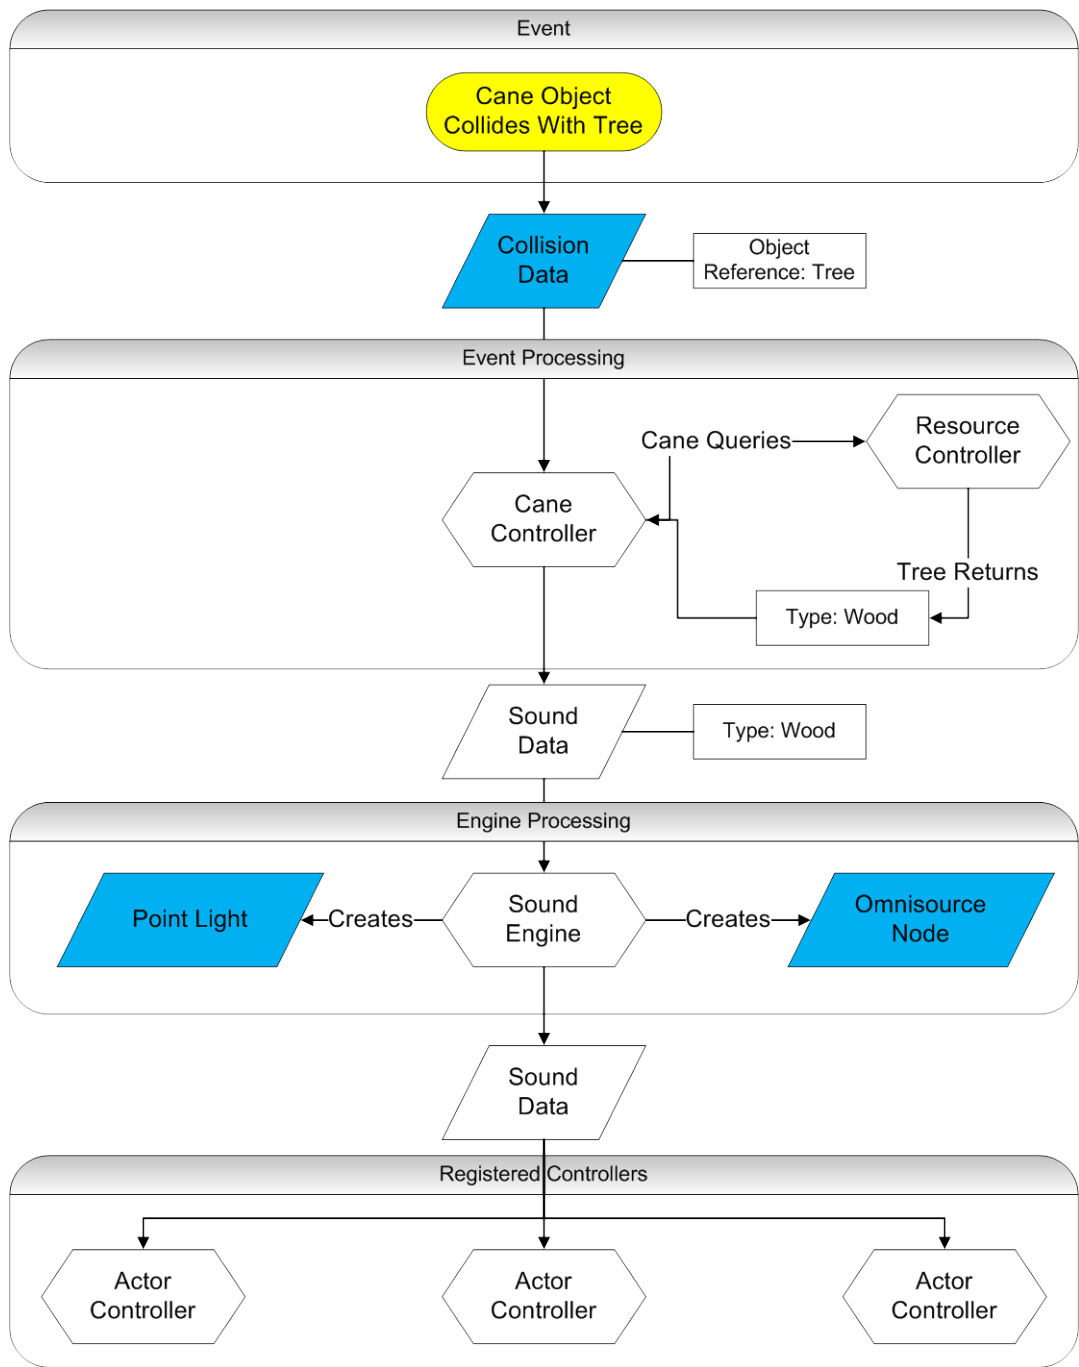 Event
Cane Object
Collides With Tree
Collision
Data
Object
Reference: Tree
Event Processing
Cane Queries
Resource
Controller
Cane
Controller
Tree Returns
Type: Wood
Sound
Data
Type: Wood
Engine Processing
Point Light
Creates
Sound
Engine
Creates
Omnisource
Node
Sound
Data
Registered Controllers
Actor
Controller
Actor
Controller
Actor
Controller